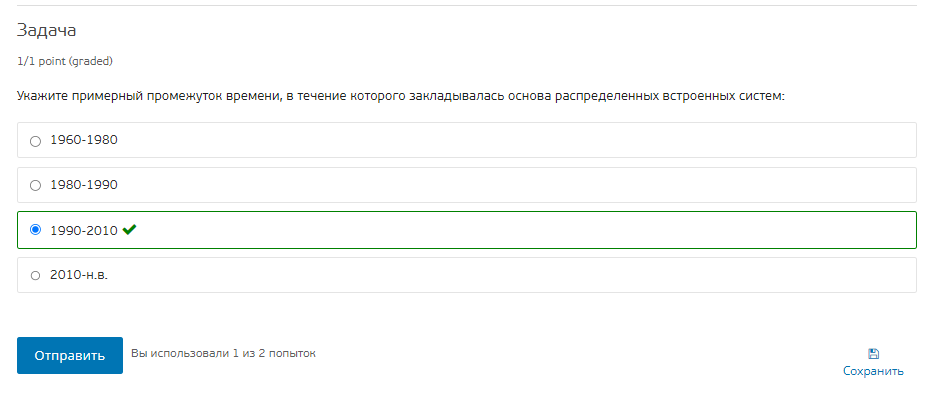 Задача
1/1 point (graded)
Укажите примерный промежуток времени, в течение которого закладывалась основа распределенных встроенных систем:
1960-1980
1980-1990
1990-2010
2010-н.в.
Отправить
Вы использовали 1 из 2 попыток
Сохранить